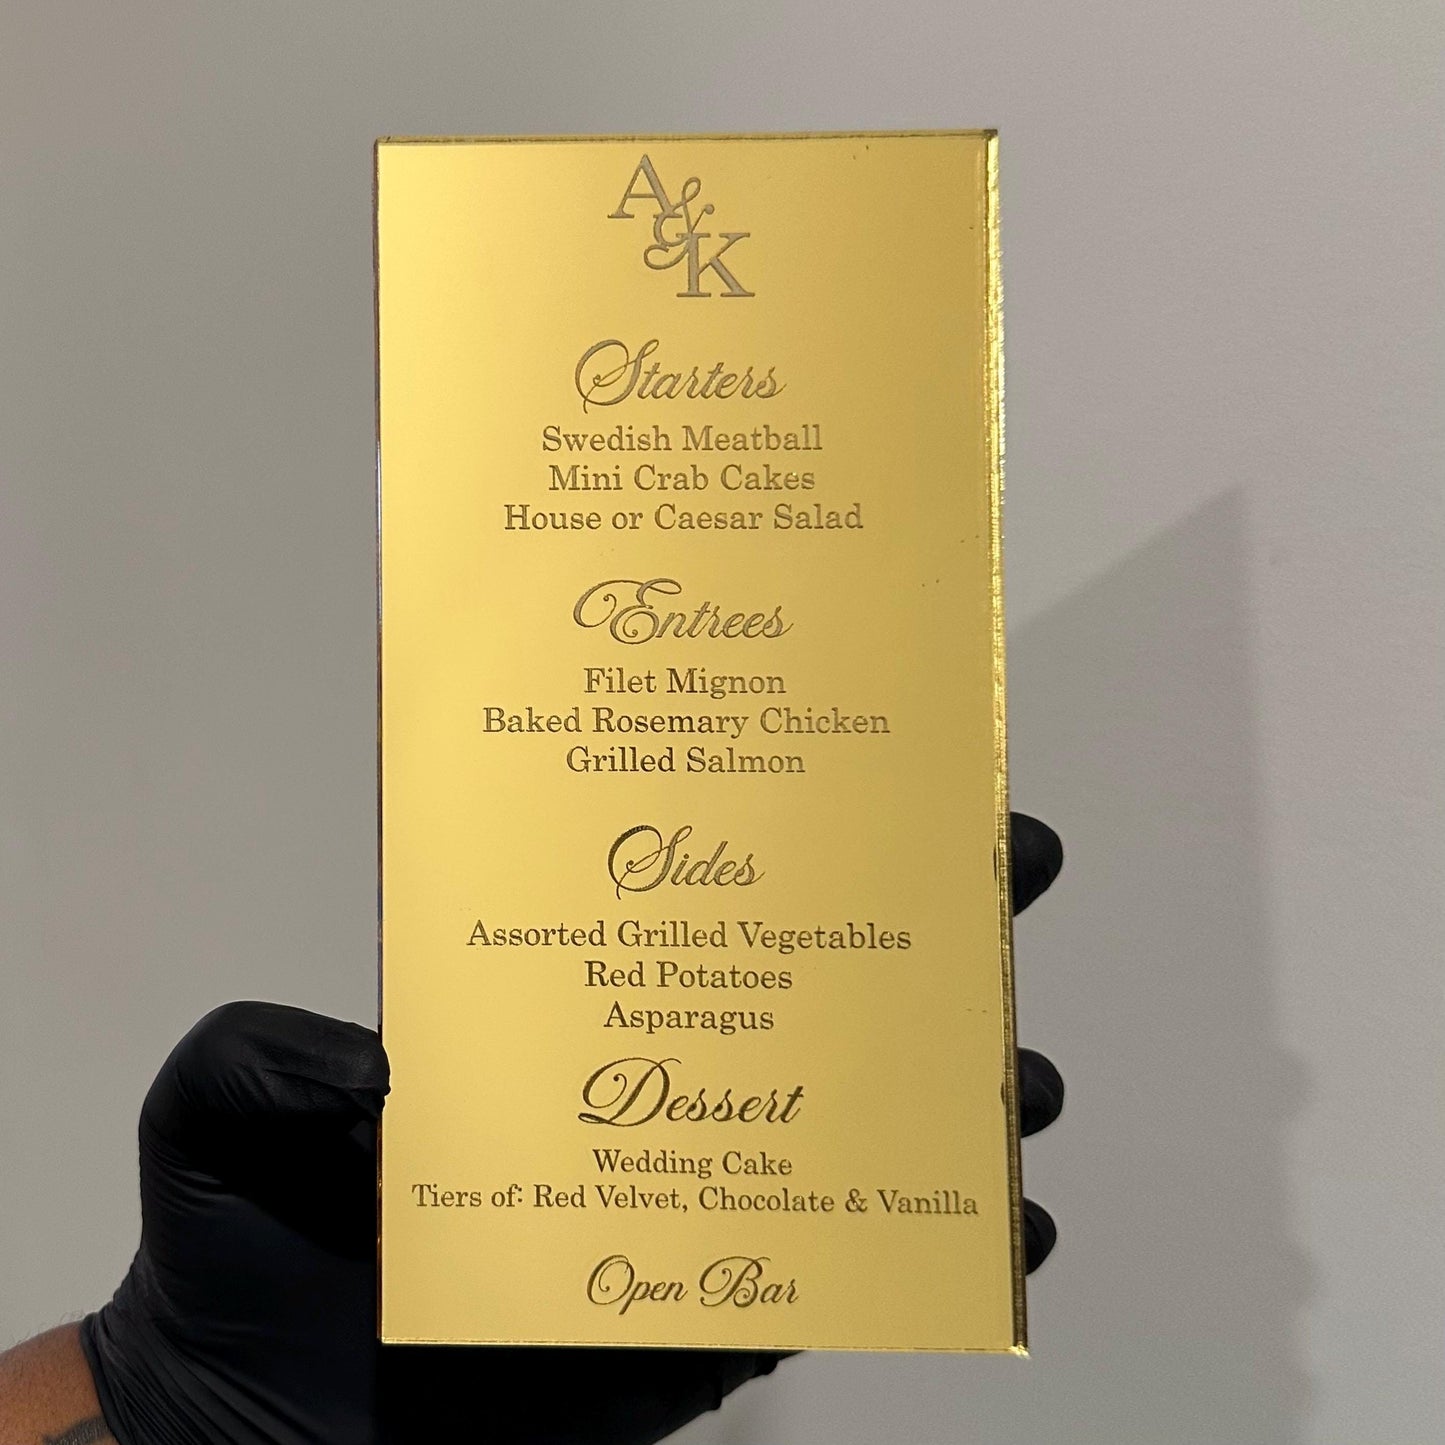 A&K
Starters
Swedish Meatball
Mini Crab Cakes
House or Caesar Salad
Entrees
Filet Mignon
Baked Rosemary Chicken
Grilled Salmon
Sides
Assorted Grilled Vegetables
Red Potatoes
Asparagus
Dessert
Wedding Cake
Tiers of: Red Velvet, Chocolate & Vanilla
Open Bar